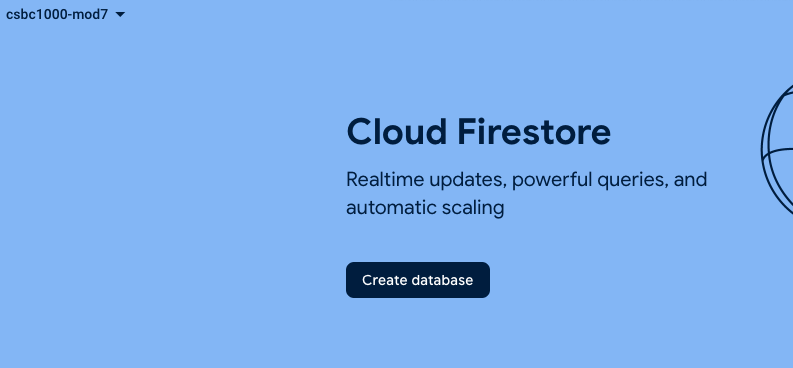 csbc1000-mod7
Cloud Firestore
Realtime updates, powerful queries, and
automatic scaling
Create database